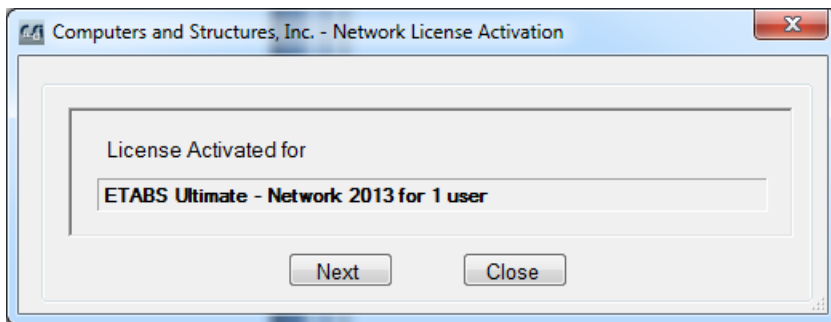 Computers and Structures, Inc. - Network License Activation
License Activated for
ETABS Ultimate - Network 2013 for 1 user
Next Close